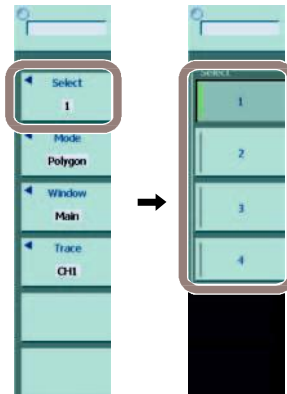 Select
1
Mode
Polygon
Window
Main
Trace
CH1
Select
1
2
3
4